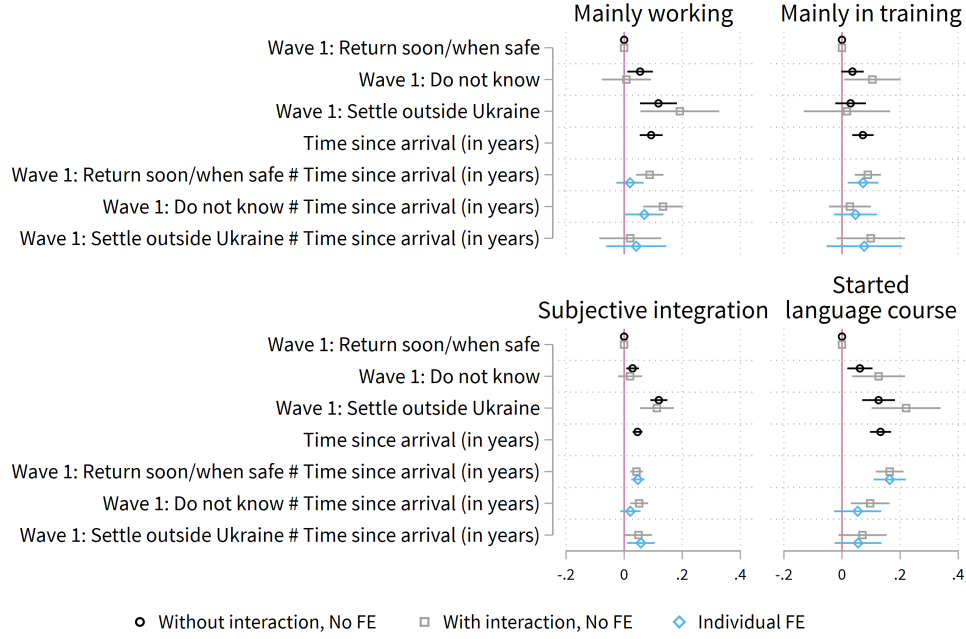 Mainly working
Mainly in training
Wave 1: Return soon/when safe
Wave 1: Do not know
Wave 1: Settle outside Ukraine
Time since arrival (in years)
Wave 1: Return soon/when safe # Time since arrival (in years)
Wave 1: Do not know # Time since arrival (in years)
Wave 1: Settle outside Ukraine # Time since arrival (in years)
Subjective integration
Started
language course
Wave 1: Return soon/when safe
Wave 1: Do not know
Wave 1: Settle outside Ukraine
Time since arrival (in years)
Wave 1: Return soon/when safe # Time since arrival (in years)
Wave 1: Do not know # Time since arrival (in years)
Wave 1: Settle outside Ukraine # Time since arrival (in years)
-.2 0 .2 .4
-.2 0 .2 .4
Without interaction, No FE
With interaction, No FE
Individual FE